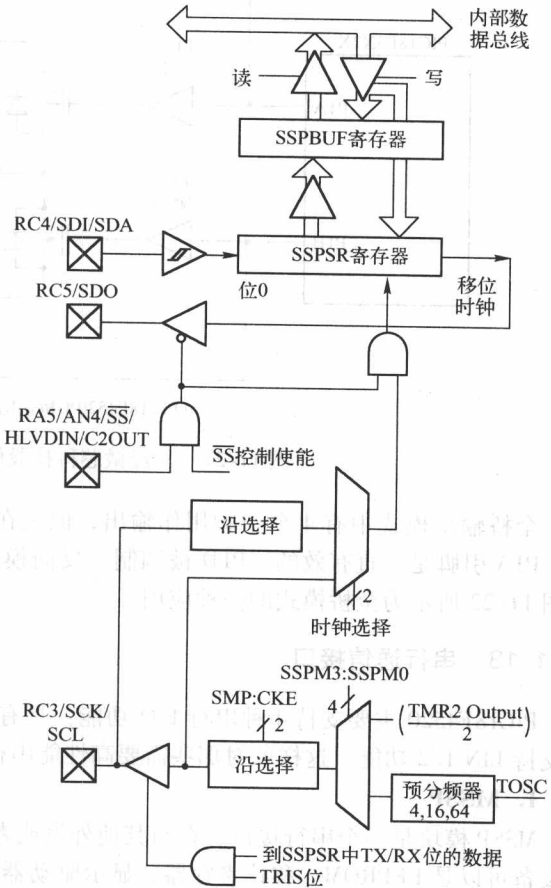 内部数
据总线
读
写
SSPBUF寄存器
RC4/SDI/SDA
SSPSR寄存器
位0
移位
时钟
RC5/SDO
RA5/AN4/S̅S̅/
HLVDIN/C2OUT
S̅S̅控制使能
沿选择
2
时钟选择
SSPM3:SSPM0
4
SMP:CKE
2
(TMR2 Output/2)
RC3/SCK/
SCL
沿选择
预分频器
4,16,64
TOSC
到SSPSR中TX/RX位的数据
TRIS位